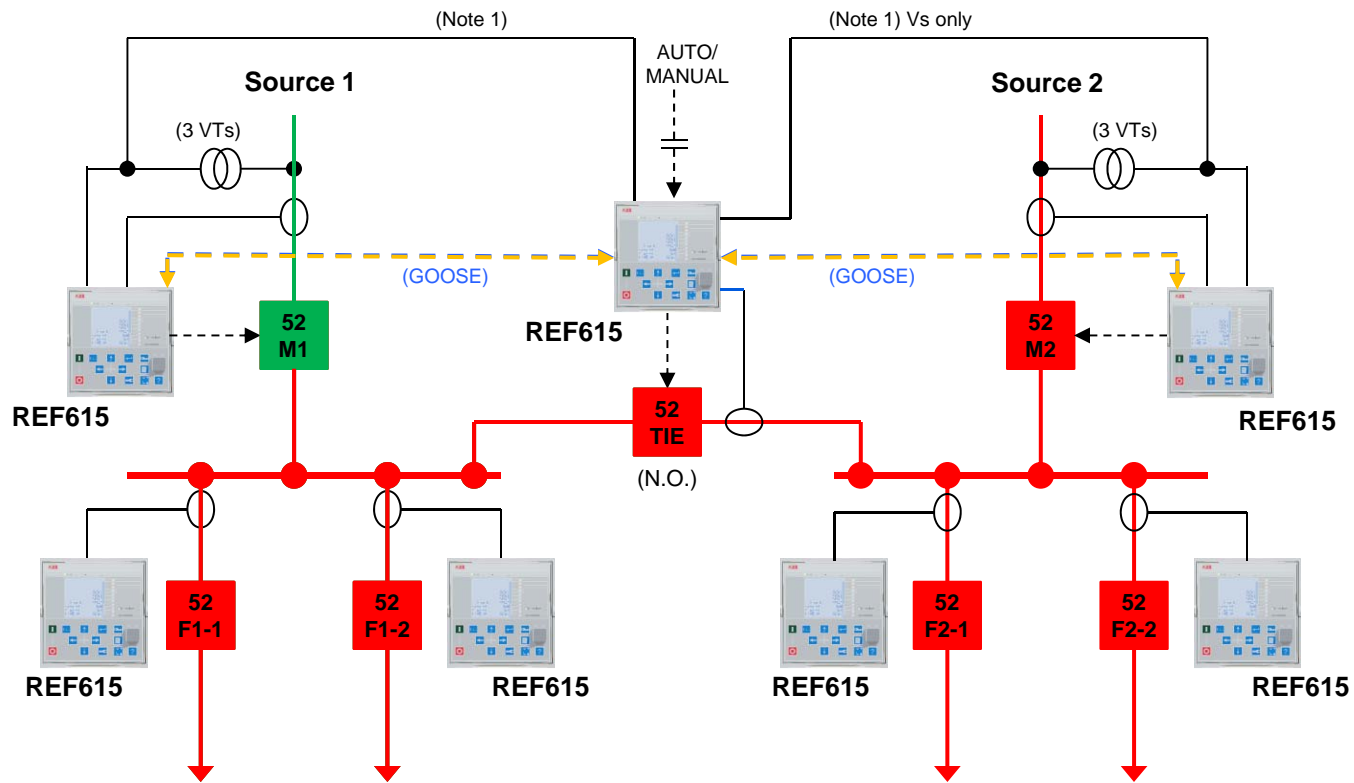 (Note 1)
(Note 1) Vs only
AUTO/
MANUAL
Source 1
Source 2
(3 VTs)
(3 VTs)
(GOOSE)
(GOOSE)
REF615
52
M1
52
M2
REF615
REF615
52
TIE
(N.O.)
52
F1-1
52
F1-2
52
F2-1
52
F2-2
REF615
REF615
REF615
REF615